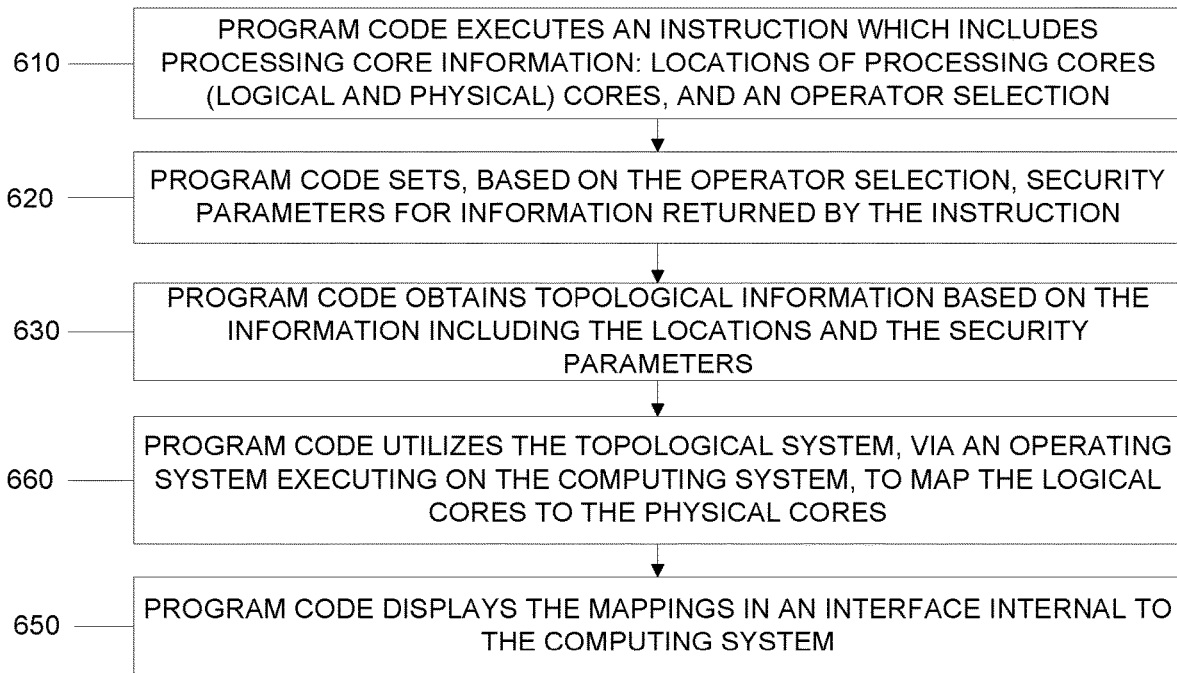 PROGRAM CODE EXECUTES AN INSTRUCTION WHICH INCLUDES
610
PROCESSING CORE INFORMATION: LOCATIONS OF PROCESSING CORES
(LOGICAL AND PHYSICAL) CORES, AND AN OPERATOR SELECTION
PROGRAM CODE SETS, BASED ON THE OPERATOR SELECTION, SECURITY
620
PARAMETERS FOR INFORMATION RETURNED BY THE INSTRUCTION
PROGRAM CODE OBTAINS TOPOLOGICAL INFORMATION BASED ON THE
630
INFORMATION INCLUDING THE LOCATIONS AND THE SECURITY
PARAMETERS
PROGRAM CODE UTILIZES THE TOPOLOGICAL SYSTEM, VIA AN OPERATING
660
SYSTEM EXECUTING ON THE COMPUTING SYSTEM, TO MAP THE LOGICAL
CORES TO THE PHYSICAL CORES
PROGRAM CODE DISPLAYS THE MAPPINGS IN AN INTERFACE INTERNAL TO
650
THE COMPUTING SYSTEM